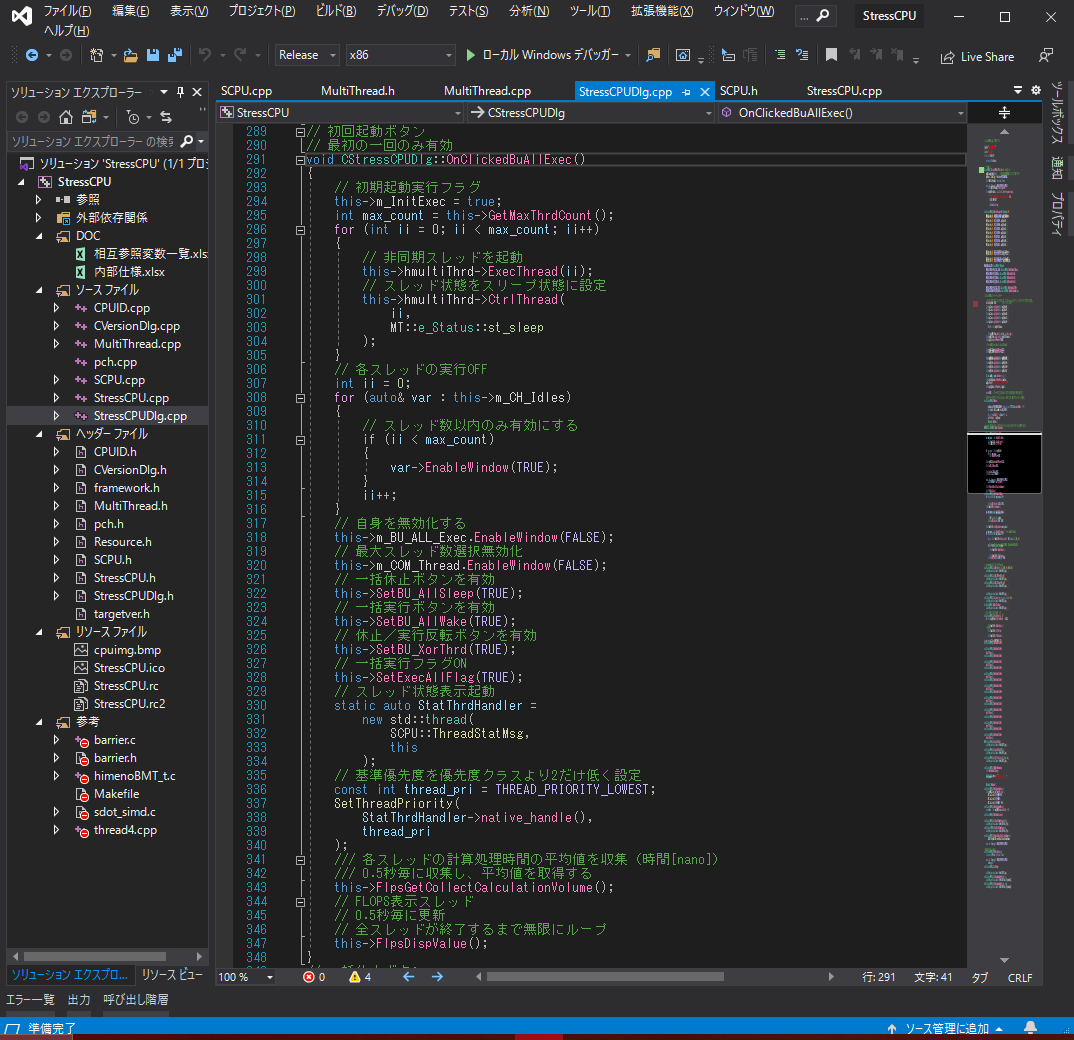 ファイル(F) 編集(E) 表示(V) プロジェクト(P) ビルド(B) デバッグ(D) テスト(S) 分析(N) ツール(T) 拡張機能(X) ウィンドウ(W) ... StressCPU
ヘルプ(H)
Release x86 ローカル Windows デバッガー Live Share
ソリューション エクスプローラー
ソリューション エクスプローラー の検索
ソリューション 'StressCPU' (1/1 プロ
StressCPU
参照
外部依存関係
DOC
相互参照変数一覧.xls
内部仕様.xlsx
ソース ファイル
CPUID.cpp
CVersionDlg.cpp
MultiThread.cpp
pch.cpp
SCPU.cpp
StressCPU.cpp
StressCPUDlg.cpp
ヘッダー ファイル
CPUID.h
CVersionDlg.h
framework.h
MultiThread.h
pch.h
Resource.h
SCPU.h
StressCPU.h
StressCPUDlg.h
targetver.h
リソース ファイル
cpuimg.bmp
StressCPU.ico
StressCPU.rc
StressCPU.rc2
参考
barrier.c
barrier.h
himenoBMT_t.c
Makefile
sdot_simd.c
thread4.cpp
ソリューション エクスプロ... リソース ビュー
SCPU.cpp MultiThread.h MultiThread.cpp StressCPUDlg.cpp SCPU.h StressCPU.cpp
StressCPU CStressCPUDlg OnClickedBuAllExec()
289 // 初回起動ボタン
290 // 最初の一回のみ有効
291 void CStressCPUDlg::OnClickedBuAllExec()
292 {
293 // 初期起動実行フラグ
294 this->m_InitExec = true;
295 int max_count = this->GetMaxThrdCount();
296 for (int ii = 0; ii < max_count; ii++)
297 {
298 // 非同期スレッドを起動
299 this->hmultiThrd->ExecThread(ii);
300 // スレッド状態をスリープ状態に設定
301 this->hmultiThrd->CtrlThread(
302 ii,
303 MT::e_Status::st_sleep
304 );
305 }
306 // 各スレッドの実行OFF
307 int ii = 0;
308 for (auto& var : this->m_CH_Idles)
309 {
310 // スレッド数以内のみ有効にする
311 if (ii < max_count)
312 {
313 var->EnableWindow(TRUE);
314 }
315 ii++;
316 }
317 // 自身を無効化する
318 this->m_BU_ALL_Exec.EnableWindow(FALSE);
319 // 最大スレッド数選択無効化
320 this->m_COM_Thread.EnableWindow(FALSE);
321 // 一括休止ボタンを有効
322 this->SetBU_AllSleep(TRUE);
323 // 一括実行ボタンを有効
324 this->SetBU_AllWake(TRUE);
325 // 休止／実行反転ボタンを有効
326 this->SetBU_XorThrd(TRUE);
327 // 一括実行フラグON
328 this->SetExecAllFlag(TRUE);
329 // スレッド状態表示起動
330 static auto StatThrdHandler =
331 new std::thread(
332 SCPU::ThreadStatMsg,
333 this
334 );
335 // 基準優先度を優先度クラスより2だけ低く設定
336 const int thread_pri = THREAD_PRIORITY_LOWEST;
337 SetThreadPriority(
338 StatThrdHandler->native_handle(),
339 thread_pri
340 );
341 /// 各スレッドの計算処理時間の平均値を収集（時間[nano]）
342 /// 0.5秒毎に収集し、平均値を取得する
343 this->FlpsGetCollectCalculationVolume();
344 // FLOPS表示スレッド
345 // 0.5秒毎に更新
346 // 全スレッドが終了するまで無限にループ
347 this->FlpsDispValue();
348 }
100 % 0 4 行: 291 文字: 41 タブ CRLF
ツールボックス
通知
プロパティ
エラー一覧 出力 呼び出し階層
準備完了 ソース管理に追加